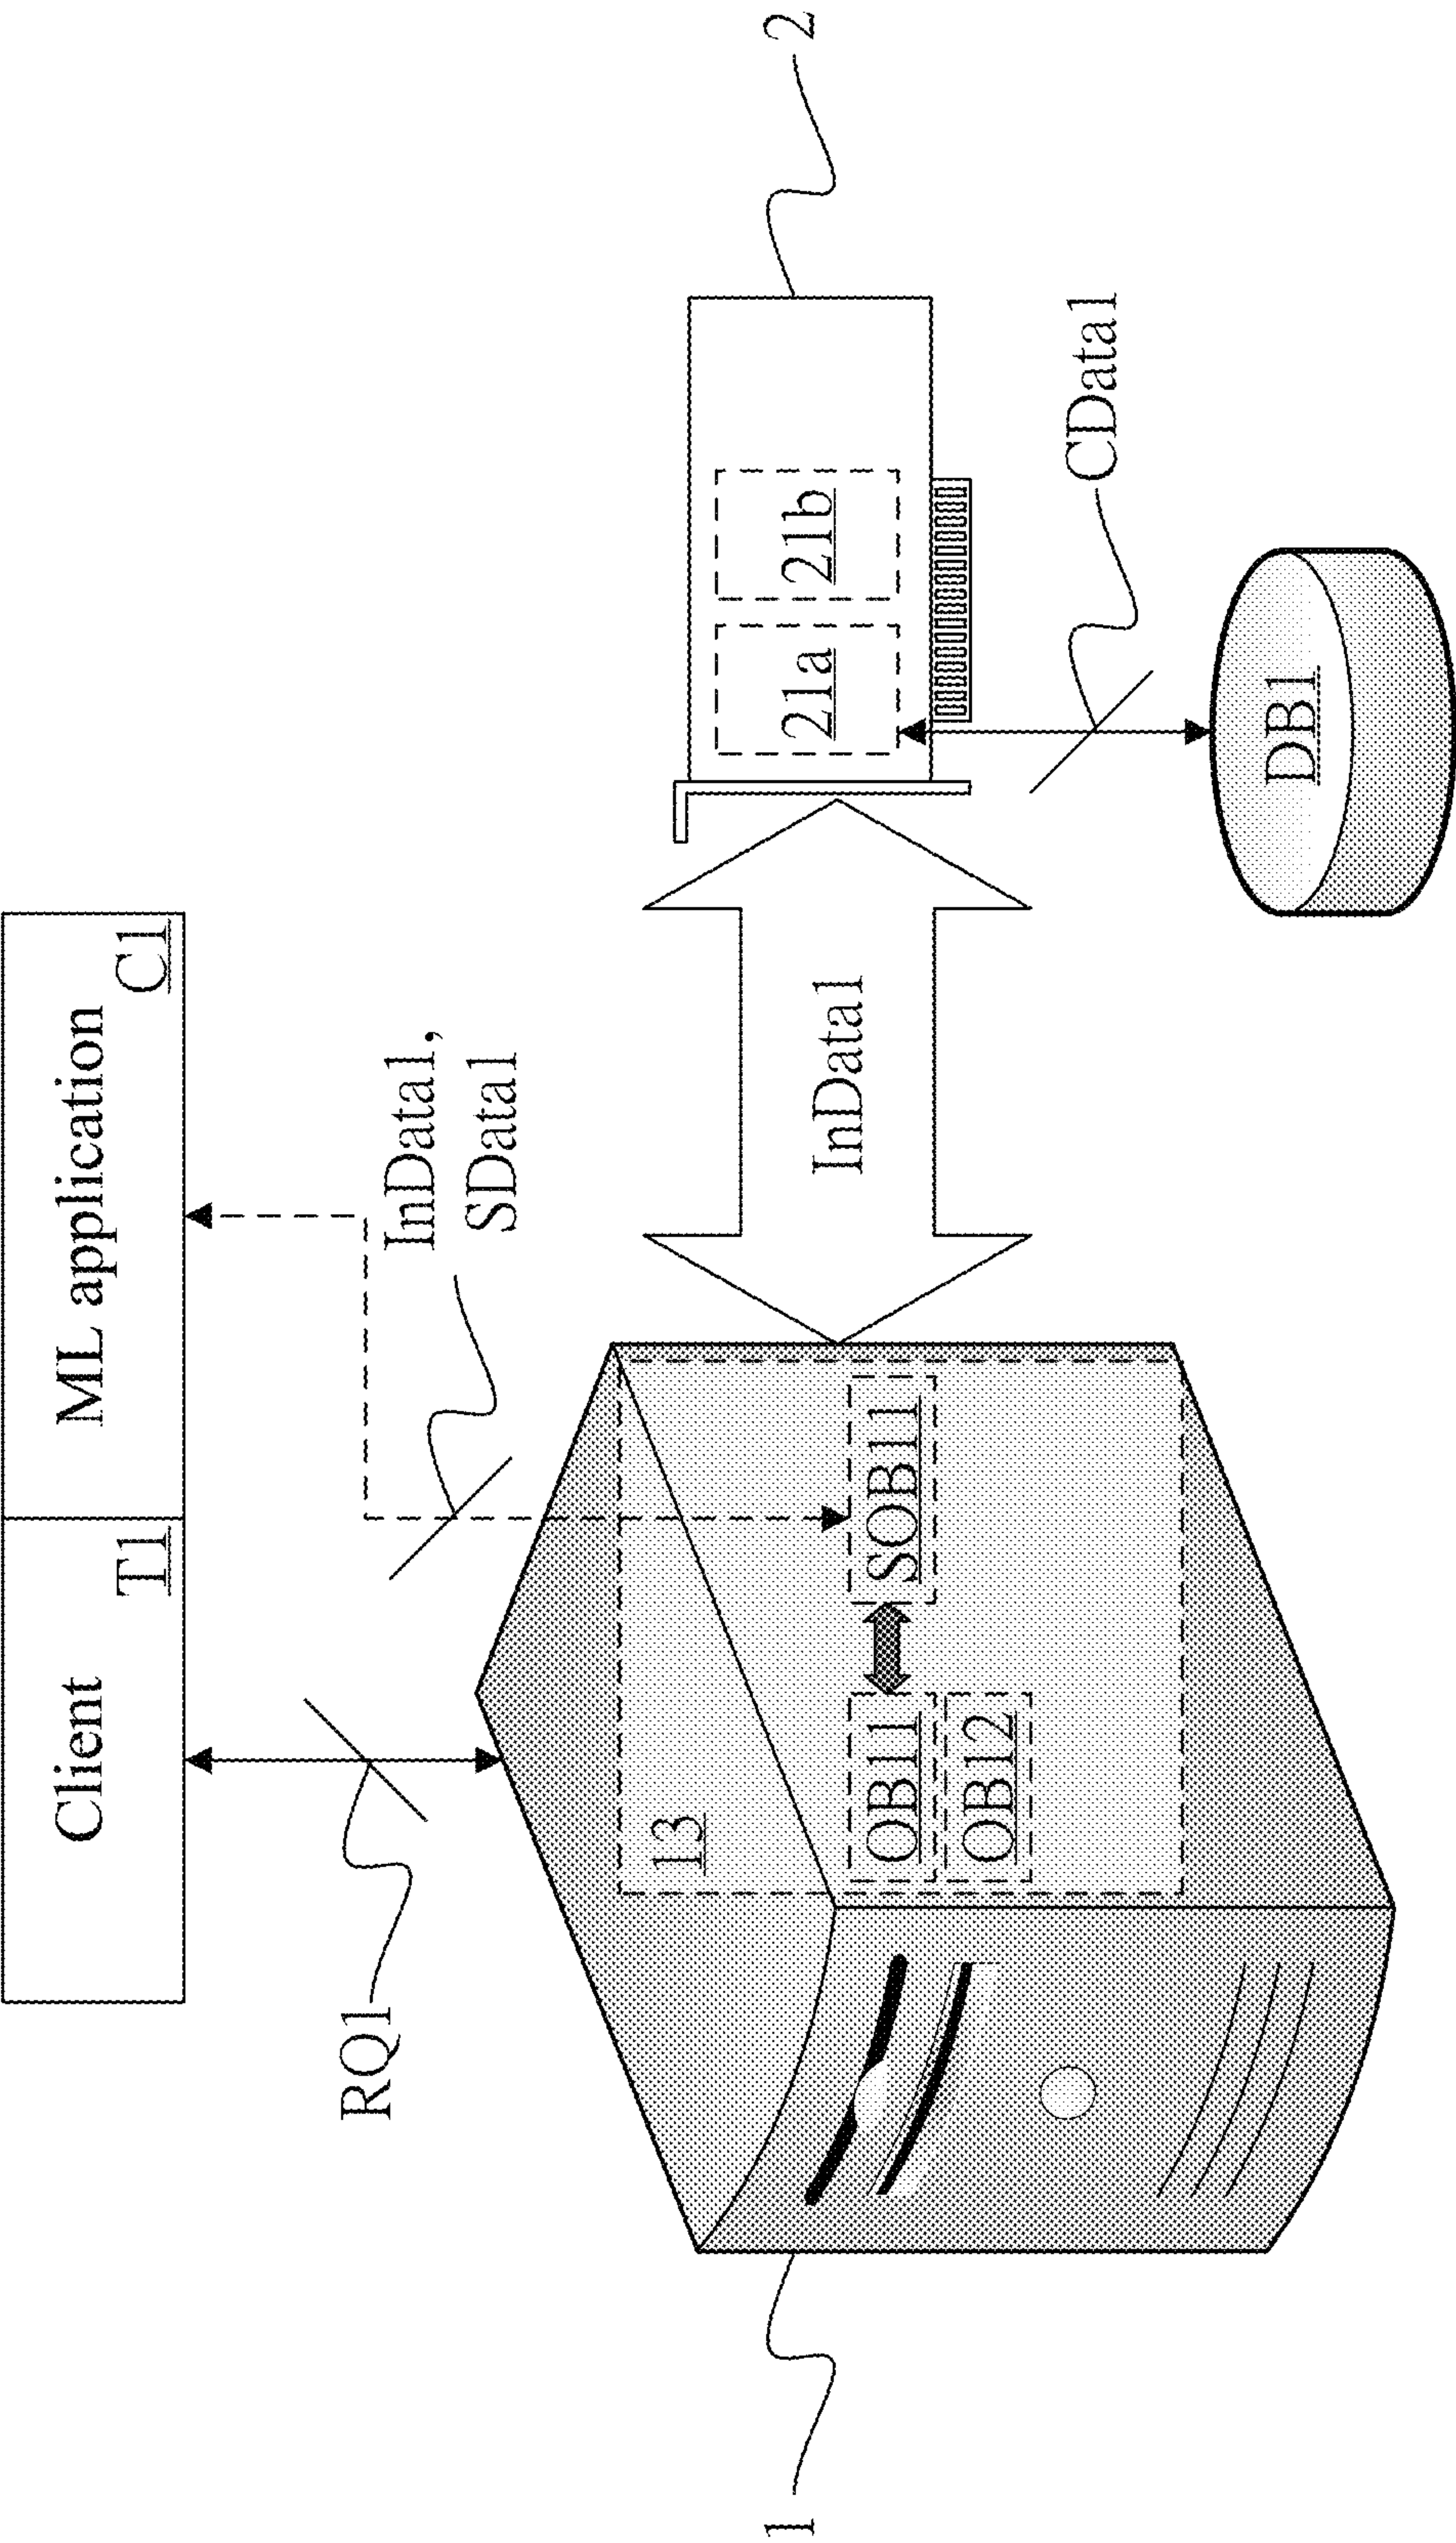 Client
T1
ML application
C1
RQ1
InData1,
SData1
13
OB11
OB12
SOB11
InData1
21a
21b
CData1
DB1
1
2